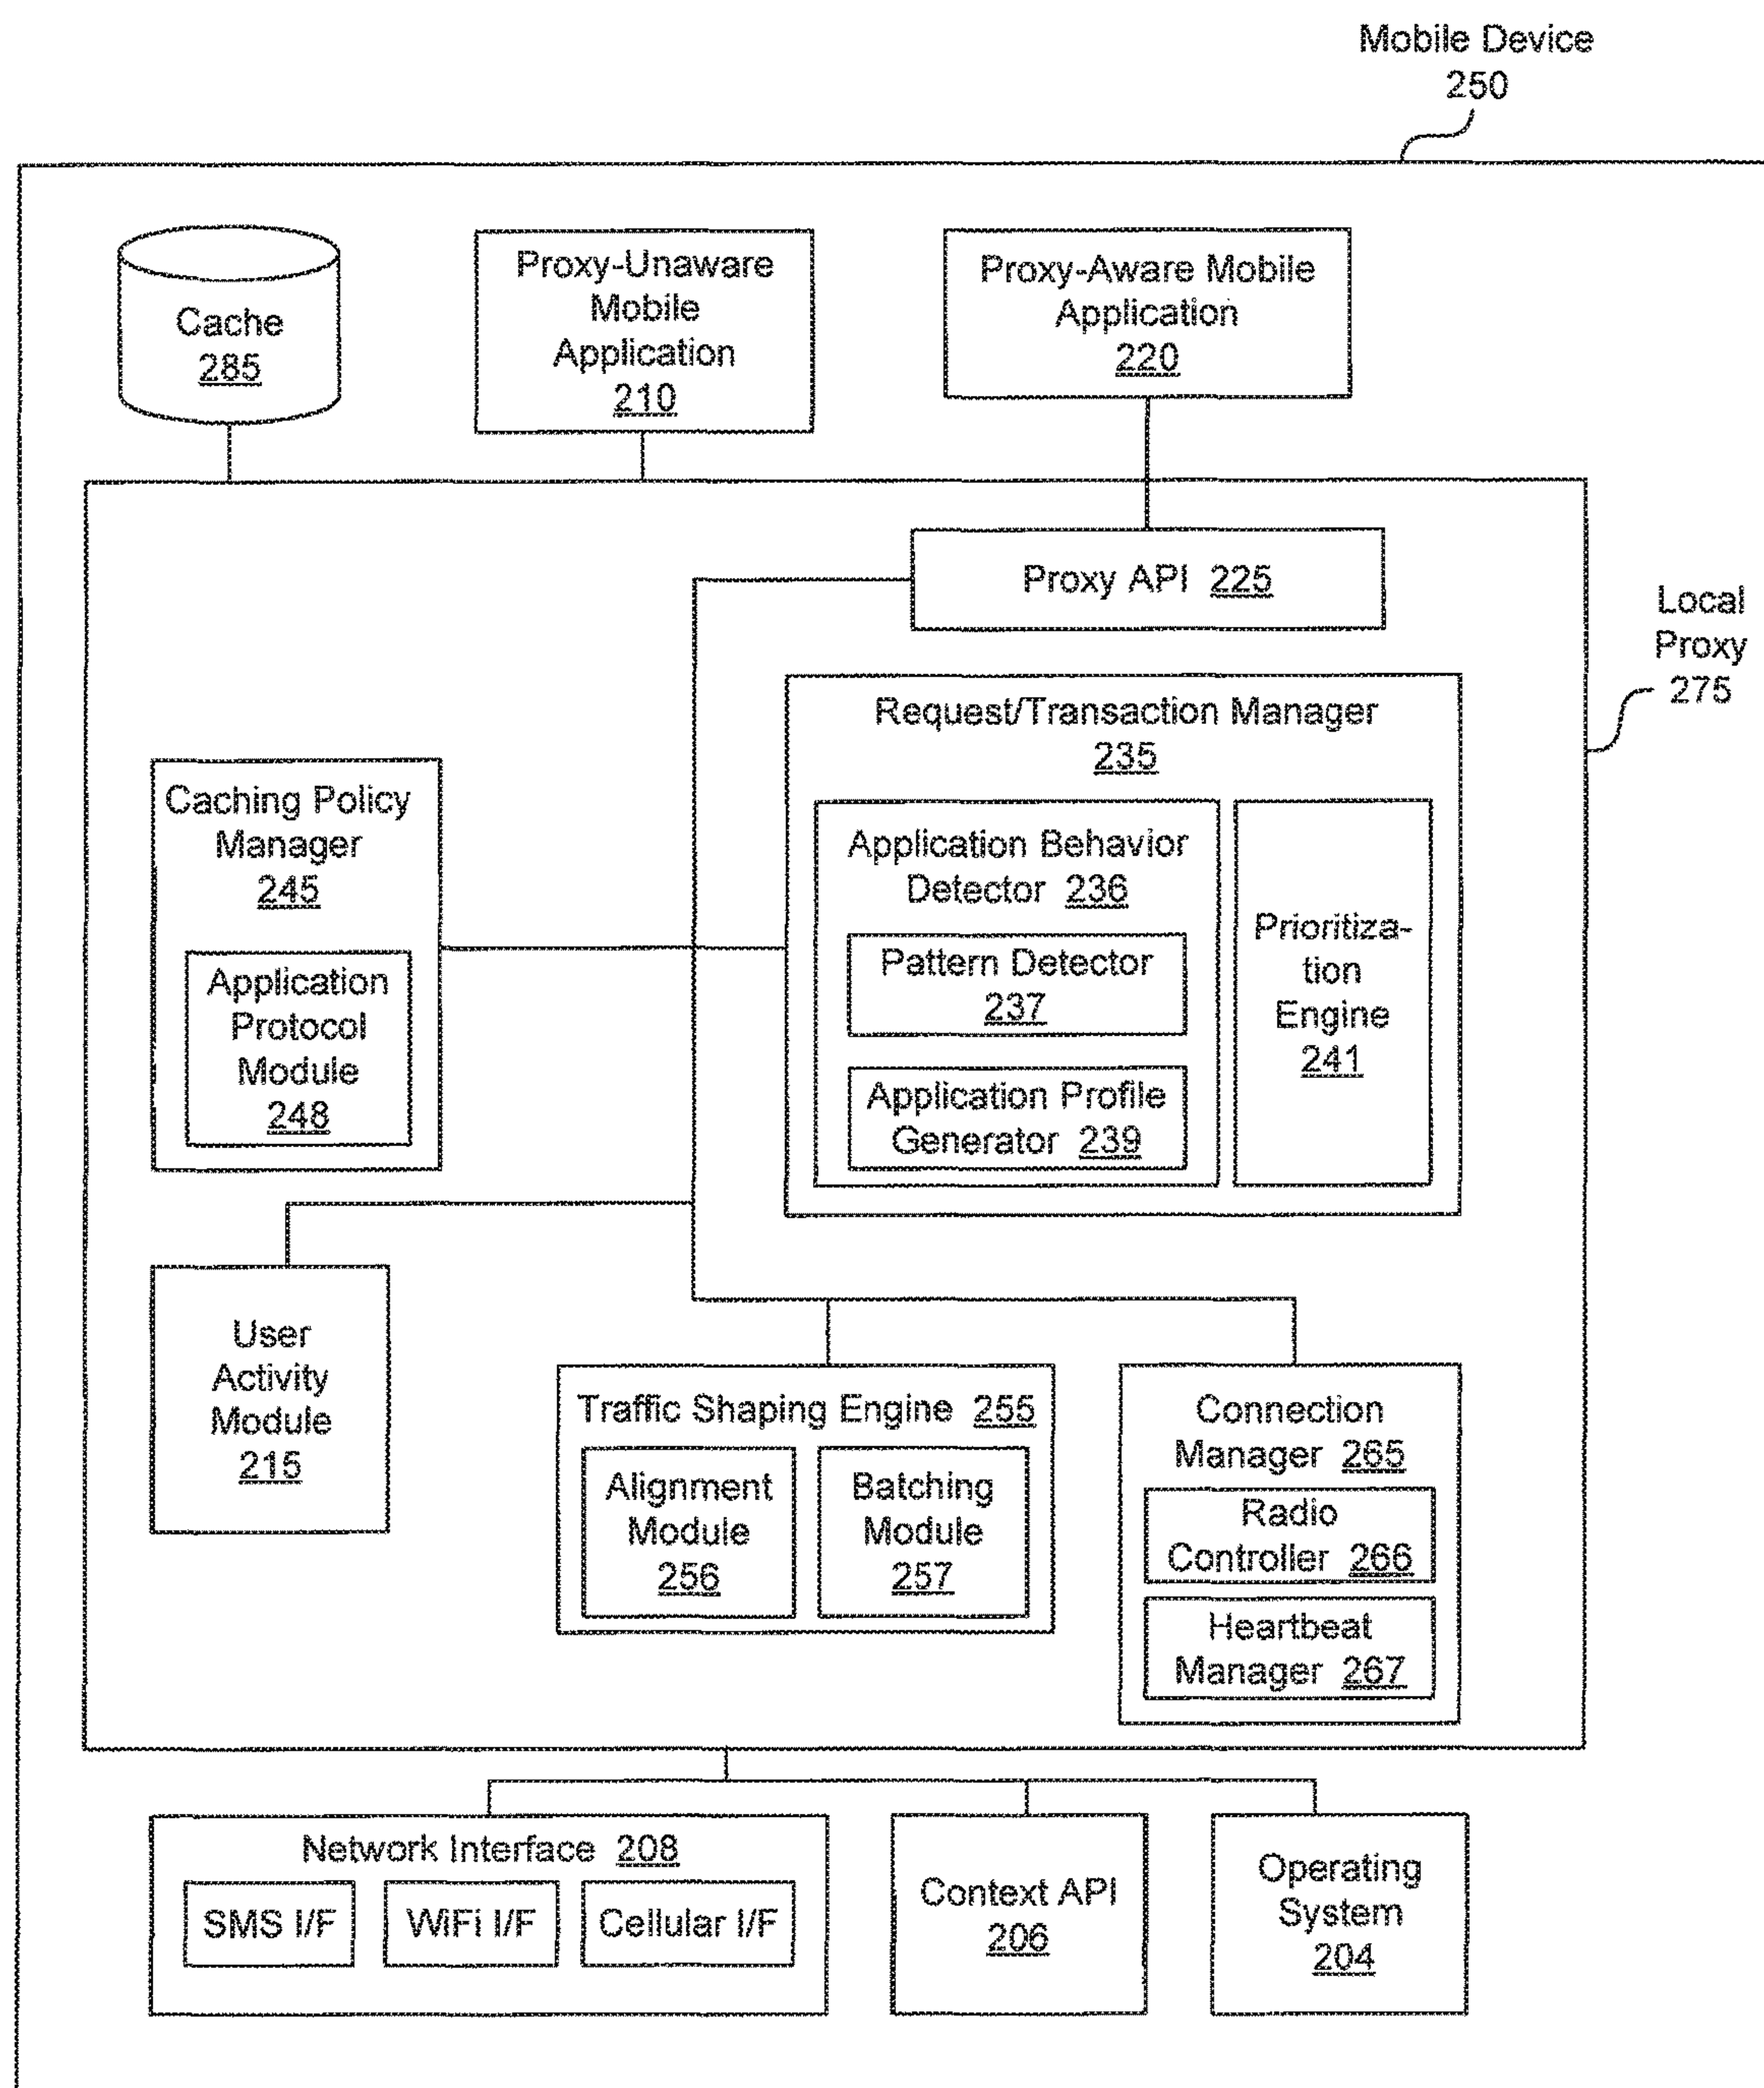 Mobile Device
250
Cache
285
Proxy-Unaware
Mobile
Application
210
Proxy-Aware Mobile
Application
220
Proxy API 225
Local
Proxy
275
Request/Transaction Manager
235
Caching Policy
Manager
245
Application
Protocol
Module
248
Application Behavior
Detector 236
Pattern Detector
237
Application Profile
Generator 239
Prioritiza-
tion
Engine
241
User
Activity
Module
215
Traffic Shaping Engine 255
Alignment
Module
256
Batching
Module
257
Connection
Manager 265
Radio
Controller 266
Heartbeat
Manager 267
Network Interface 208
SMS I/F
WiFi I/F
Cellular I/F
Context API
206
Operating
System
204